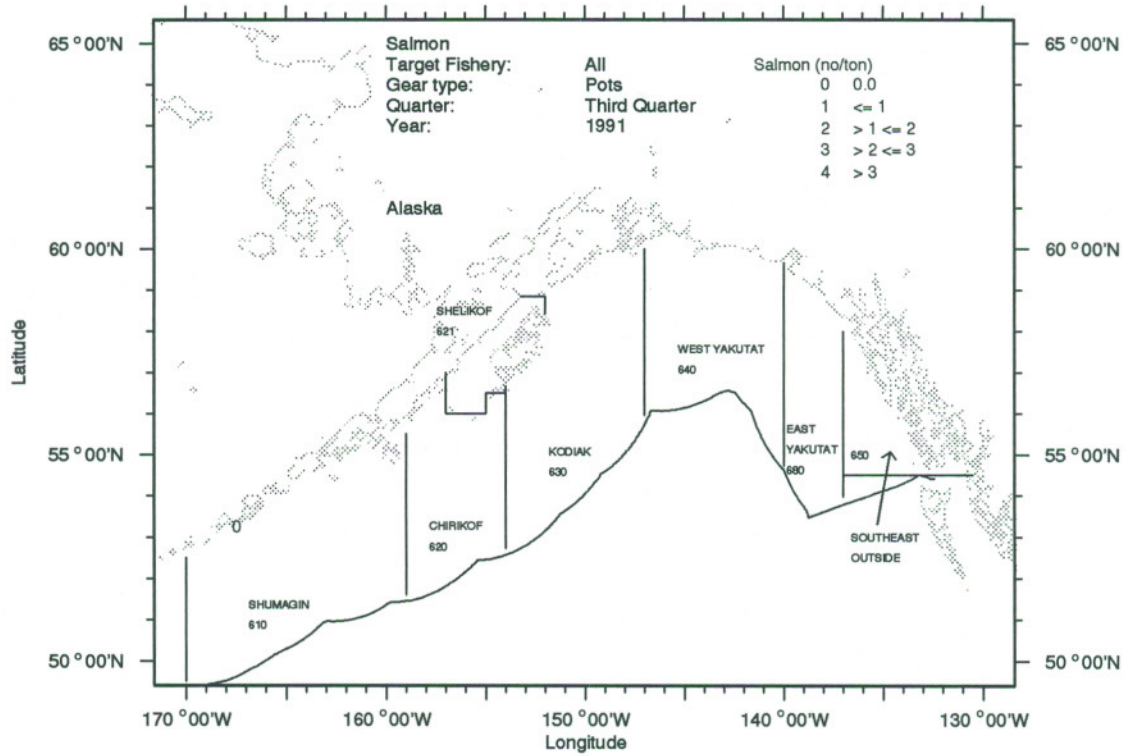 65°00'N 65°00'N
Salmon
Target Fishery: All
Gear type: Pots
Quarter: Third Quarter
Year: 1991
Salmon (no/ton)
0 0.0
1 <= 1
2 > 1 <= 2
3 > 2 <= 3
4 > 3
Alaska
60°00'N 60°00'N
SHELIKOF
621
WEST YAKUTAT
640
Latitude
55°00'N 55°00'N
EAST
YAKUTAT
680
650
KODIAK
630
0
CHIRIKOF
620
SOUTHEAST
OUTSIDE
SHUMAGIN
610
50°00'N 50°00'N
170°00'W 160°00'W 150°00'W 140°00'W 130°00'W
Longitude